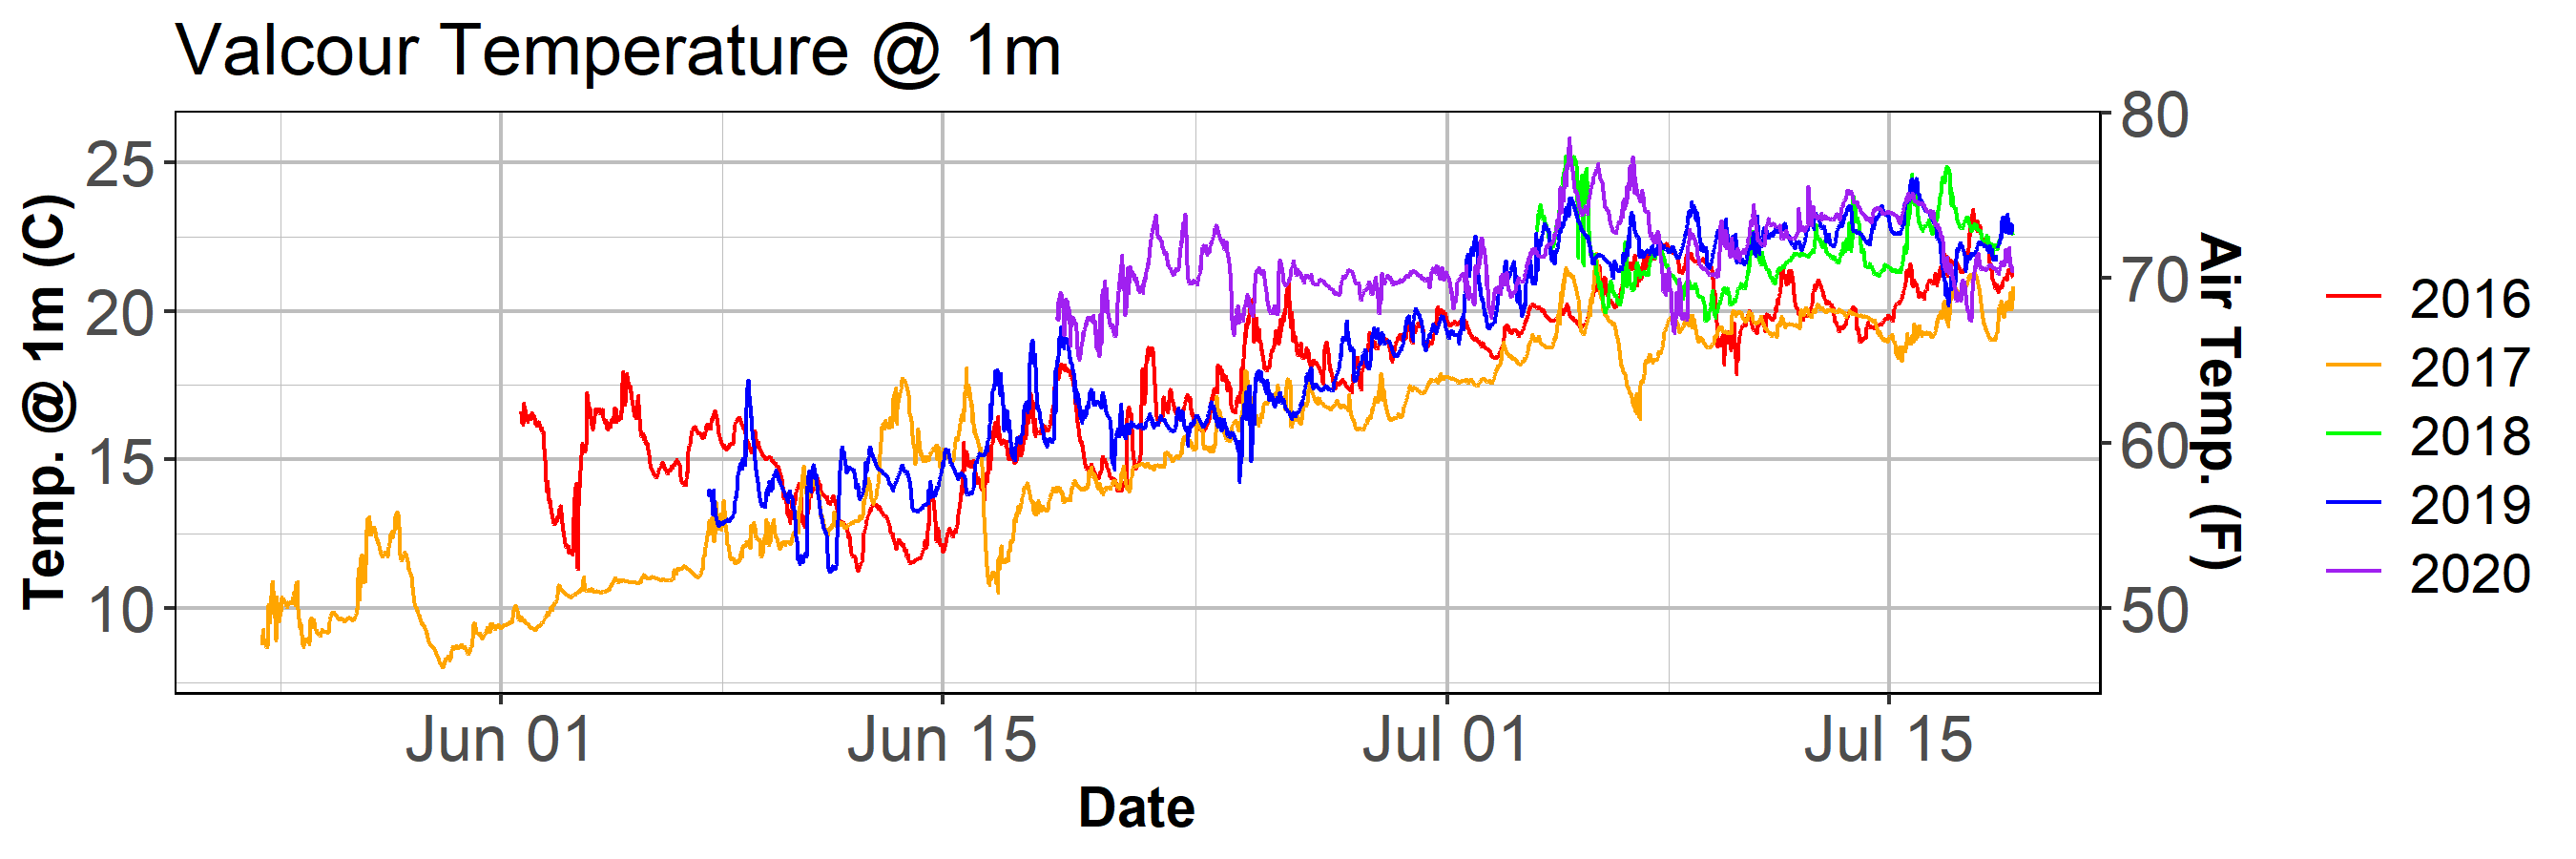 Valcour Temperature @ 1m
Temp. @ 1m (C)
25
20
15
10
80
70
60
50
Air Temp. (F)
Jun 01
Jun 15
Jul 01
Jul 15
Date
2016
2017
2018
2019
2020